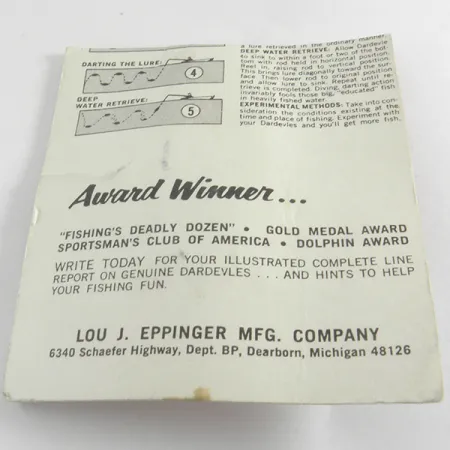 a lure retrieved in the ordinary manner.
DEEP WATER RETRIEVE: Allow Dardevle
to sink to within a foot or two of the bot-
tom with rod held in horizontal position.
Reel in, raising rod to vertical position.
This brings lure diagonally toward the sur-
face. Then lower rod to original position
and allow lure to sink. Repeat until re-
trieve is completed. Diving, darting action
invariably fools those big, "educated" fish
in heavily fished water.
EXPERIMENTAL METHODS: Take into con-
sideration the conditions existing at the
time and place of fishing. Experiment with
your Dardevles and you'll get more fish.
DARTING THE LURE:
4
DEEP
WATER RETRIEVE:
5
Award Winner...
"FISHING'S DEADLY DOZEN" • GOLD MEDAL AWARD
SPORTSMAN'S CLUB OF AMERICA • DOLPHIN AWARD
WRITE TODAY FOR YOUR ILLUSTRATED COMPLETE LINE
REPORT ON GENUINE DARDEVLES . . . AND HINTS TO HELP
YOUR FISHING FUN.
LOU J. EPPINGER MFG. COMPANY
6340 Schaefer Highway, Dept. BP, Dearborn, Michigan 48126